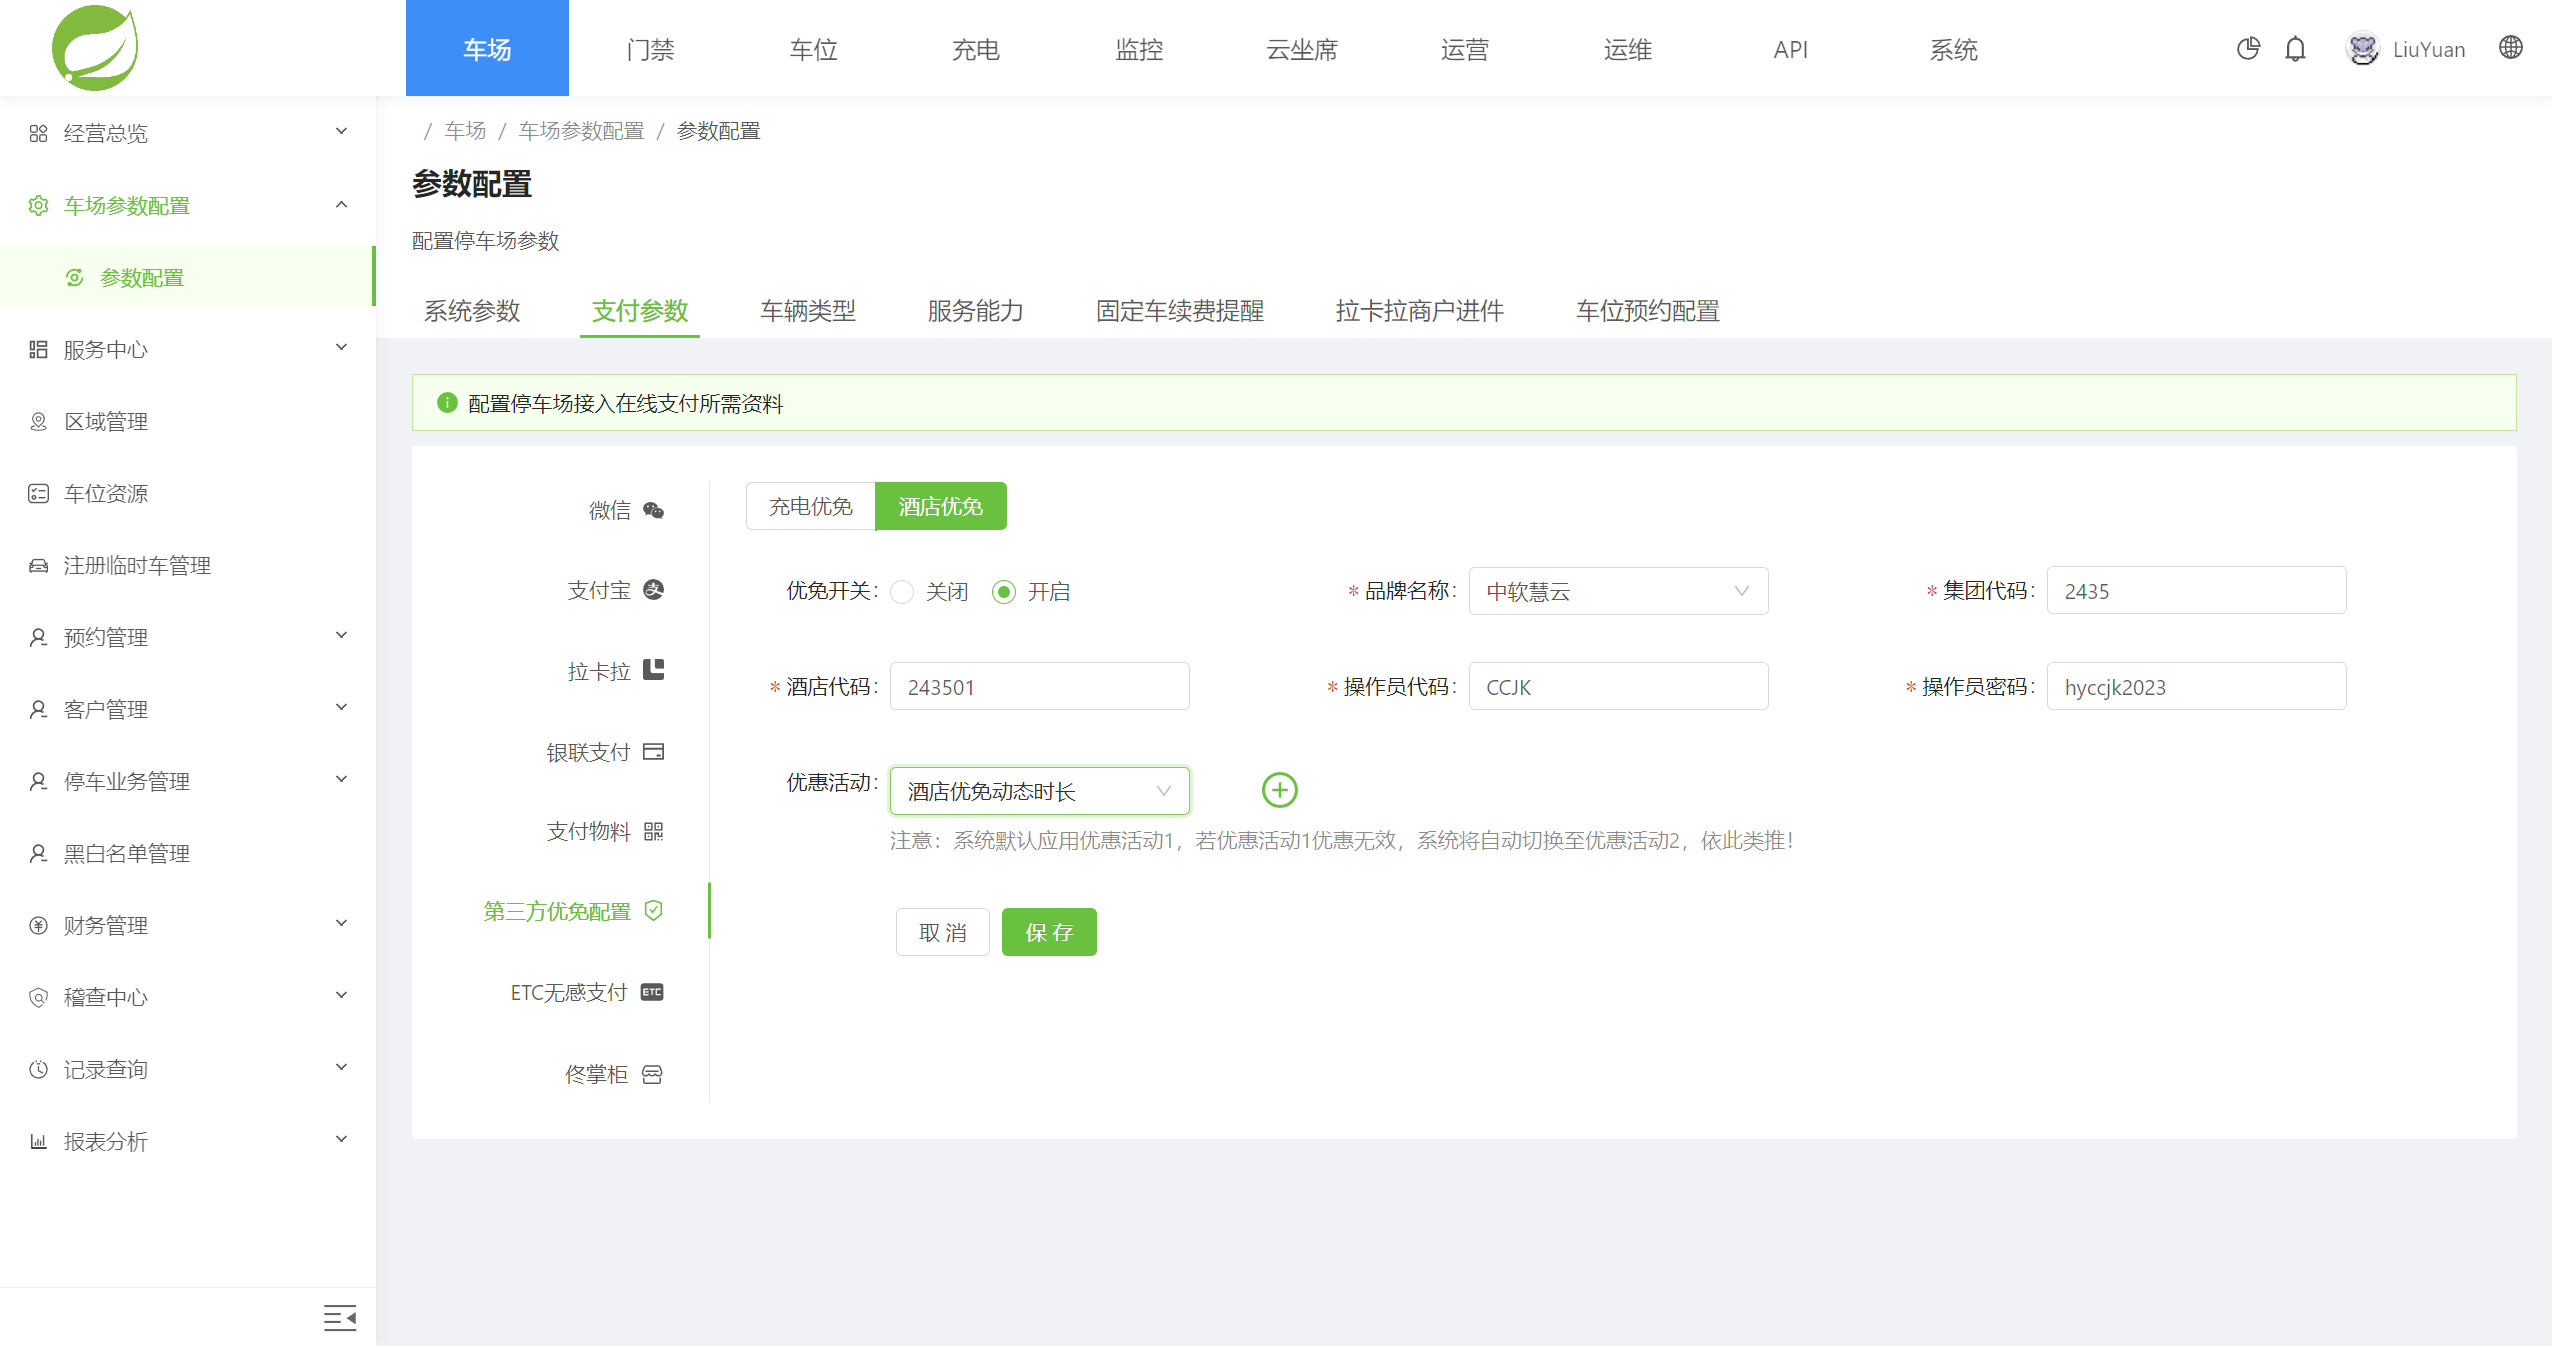 车场 门禁 车位 充电 监控 云坐席 运营 运维 API 系统 LiuYuan
经营总览
车场参数配置
参数配置
服务中心
区域管理
车位资源
注册临时车管理
预约管理
客户管理
停车业务管理
黑白名单管理
财务管理
稽查中心
记录查询
报表分析
/ 车场 / 车场参数配置 / 参数配置
参数配置
配置停车场参数
系统参数 支付参数 车辆类型 服务能力 固定车续费提醒 拉卡拉商户进件 车位预约配置
配置停车场接入在线支付所需资料
微信
支付宝
拉卡拉
银联支付
支付物料
第三方优免配置
ETC无感支付 ETC
佟掌柜
充电优免 酒店优免
优免开关: 关闭 开启 * 品牌名称: 中软慧云 * 集团代码: 2435
* 酒店代码: 243501 * 操作员代码: CCJK * 操作员密码: hyccjk2023
优惠活动: 酒店优免动态时长
注意：系统默认应用优惠活动1，若优惠活动1优惠无效，系统将自动切换至优惠活动2，依此类推！
取 消 保 存